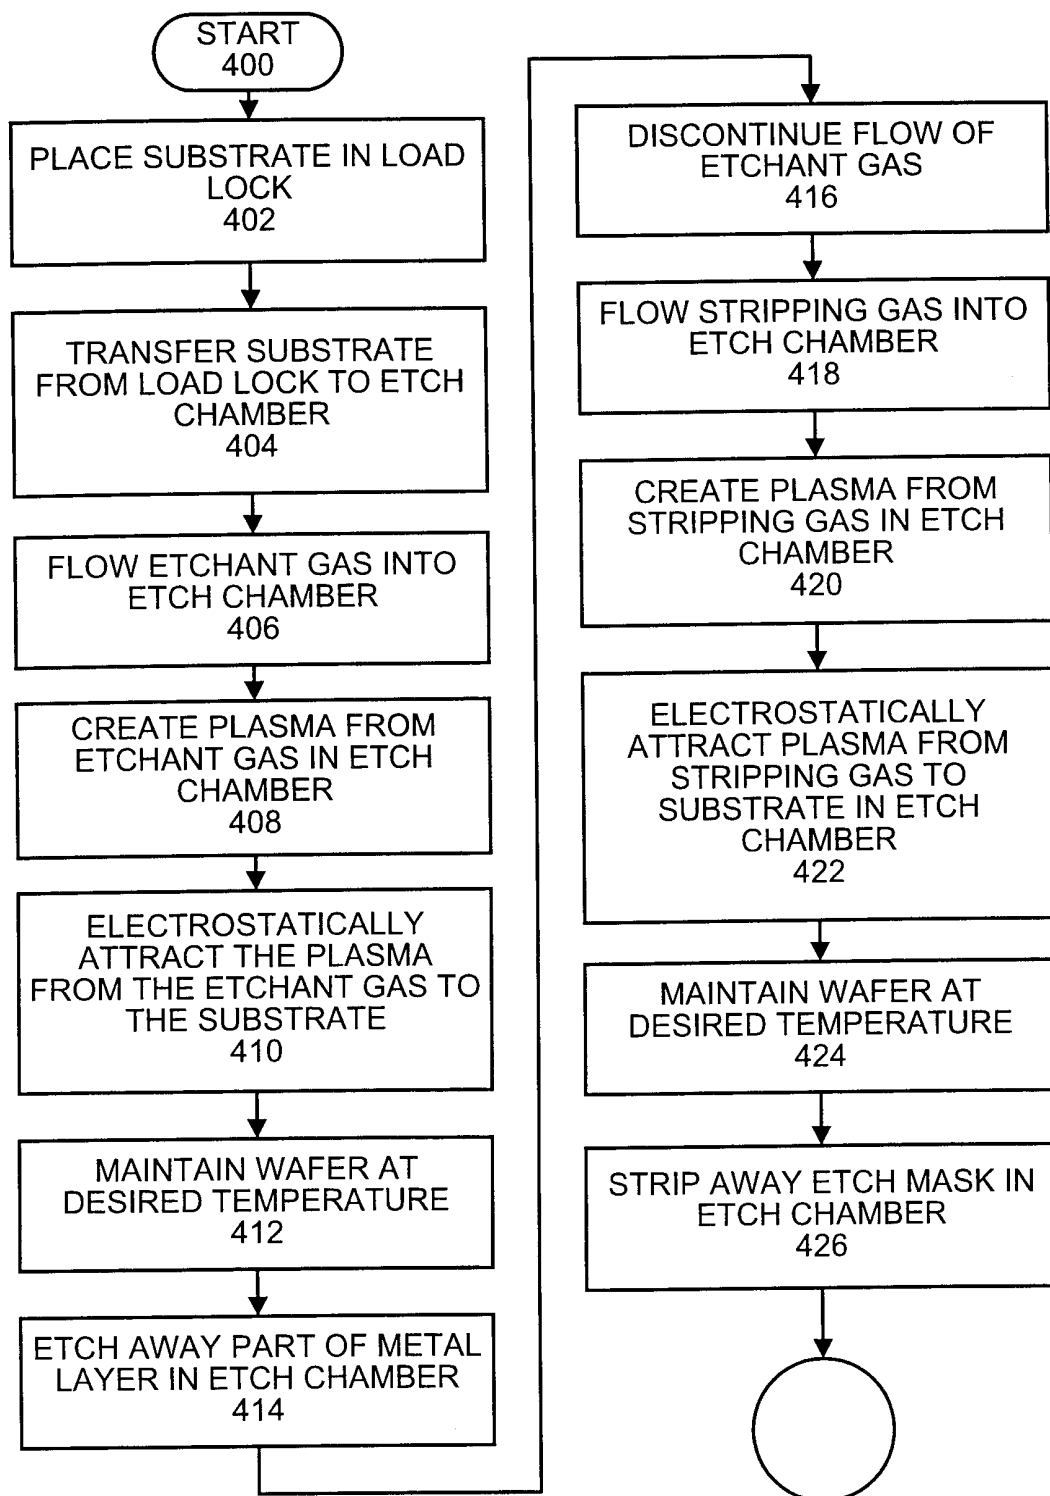 START
400
PLACE SUBSTRATE IN LOAD
LOCK
402
TRANSFER SUBSTRATE
FROM LOAD LOCK TO ETCH
CHAMBER
404
FLOW ETCHANT GAS INTO
ETCH CHAMBER
406
CREATE PLASMA FROM
ETCHANT GAS IN ETCH
CHAMBER
408
ELECTROSTATICALLY
ATTRACT THE PLASMA
FROM THE ETCHANT GAS TO
THE SUBSTRATE
410
MAINTAIN WAFER AT
DESIRED TEMPERATURE
412
ETCH AWAY PART OF METAL
LAYER IN ETCH CHAMBER
414
DISCONTINUE FLOW OF
ETCHANT GAS
416
FLOW STRIPPING GAS INTO
ETCH CHAMBER
418
CREATE PLASMA FROM
STRIPPING GAS IN ETCH
CHAMBER
420
ELECTROSTATICALLY
ATTRACT PLASMA FROM
STRIPPING GAS TO
SUBSTRATE IN ETCH
CHAMBER
422
MAINTAIN WAFER AT
DESIRED TEMPERATURE
424
STRIP AWAY ETCH MASK IN
ETCH CHAMBER
426